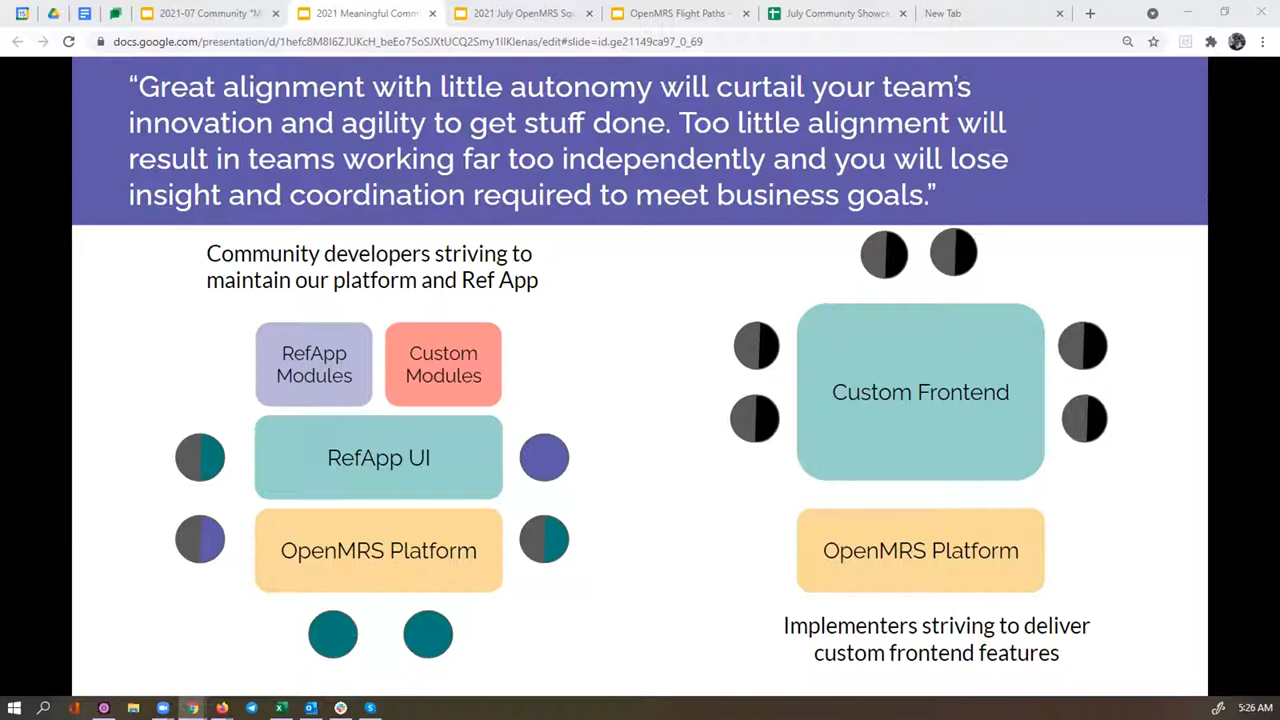 2021-07 Community "M
2021 Meaningful Comm
2021 July OpenMRS Sq
OpenMRS Flight Paths -
July Community Showca
New Tab
docs.google.com/presentation/d/1hefc8M8I6ZJUKcH_beEo75oSJXtUCQ2Smy1IlKlenas/edit#slide=id.ge21149ca97_0_69
“Great alignment with little autonomy will curtail your team’s
innovation and agility to get stuff done. Too little alignment will
result in teams working far too independently and you will lose
insight and coordination required to meet business goals.”
Community developers striving to
maintain our platform and Ref App
RefApp
Modules
Custom
Modules
RefApp UI
OpenMRS Platform
Custom Frontend
OpenMRS Platform
Implementers striving to deliver
custom frontend features
5:26 AM